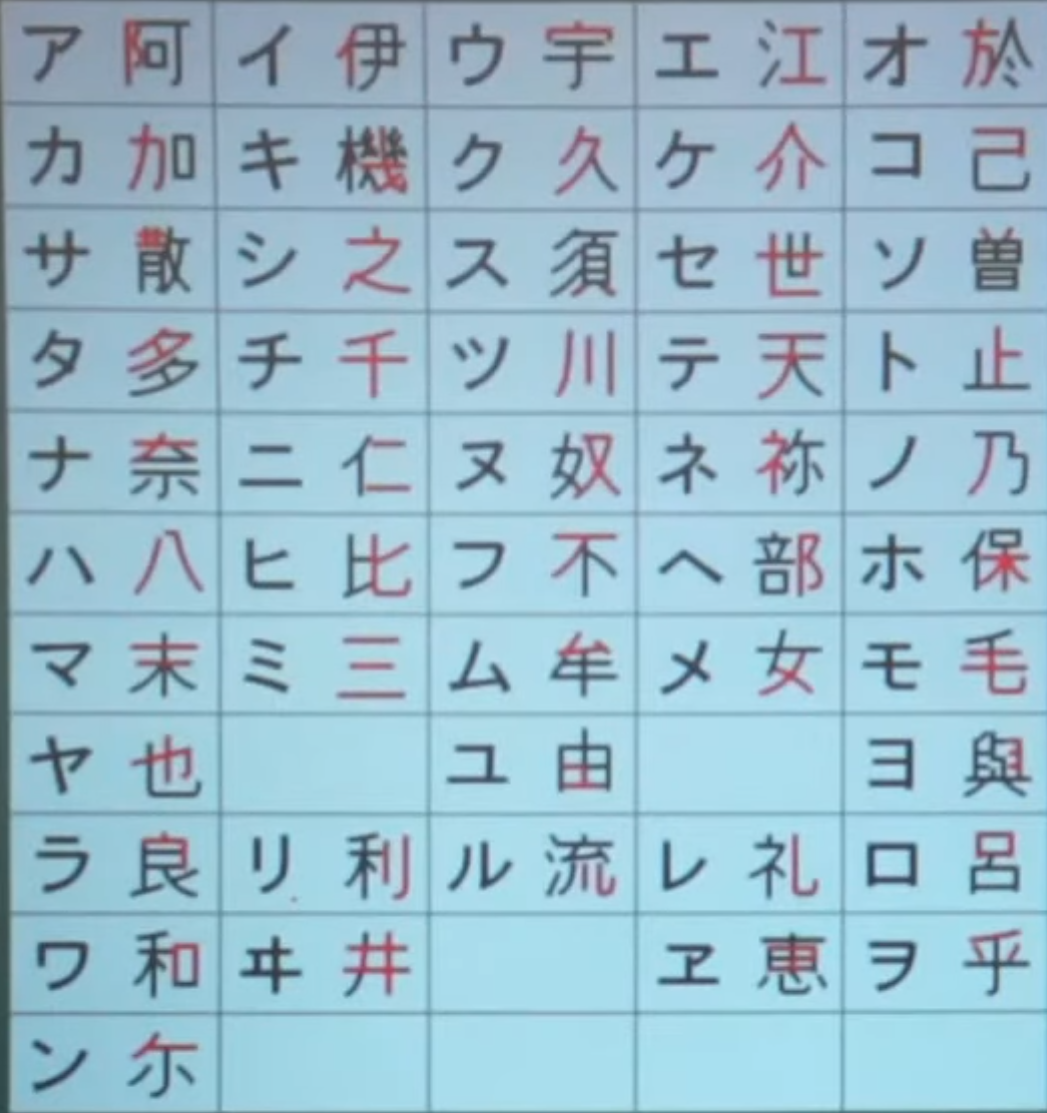 ア 阿 イ 伊 ウ 宇 エ 江 オ 於
カ 加 キ 機 ク 久 ケ 介 コ 己
サ 散 シ 之 ス 須 セ 世 ソ 曽
タ 多 チ 千 ツ 川 テ 天 ト 止
ナ 奈 ニ 仁 ヌ 奴 ネ 祢 ノ 乃
ハ 八 ヒ 比 フ 不 ヘ 部 ホ 保
マ 末 ミ 三 ム 牟 メ 女 モ 毛
ヤ 也 ユ 由 ヨ 與
ラ 良 リ 利 ル 流 レ 礼 ロ 呂
ワ 和 ヰ 井 ヱ 恵 ヲ 乎
ン 尓